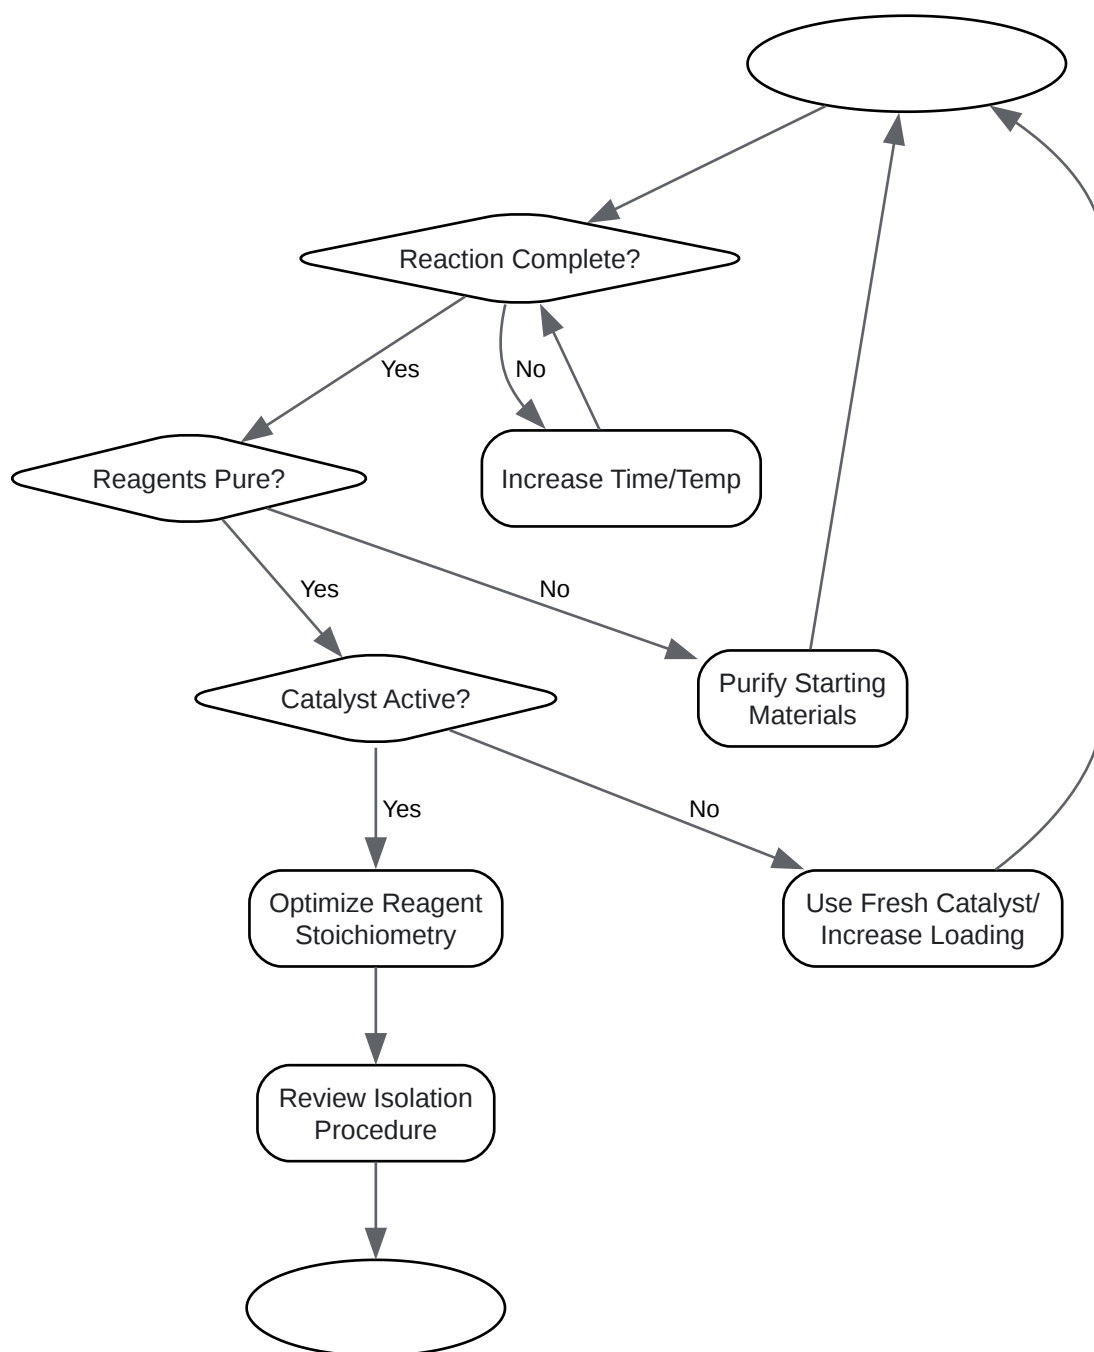 Reaction Complete?
Yes
No
Reagents Pure?
Increase Time/Temp
Yes
No
Catalyst Active?
Purify Starting
Materials
Yes
No
Optimize Reagent
Stoichiometry
Use Fresh Catalyst/
Increase Loading
Review Isolation
Procedure